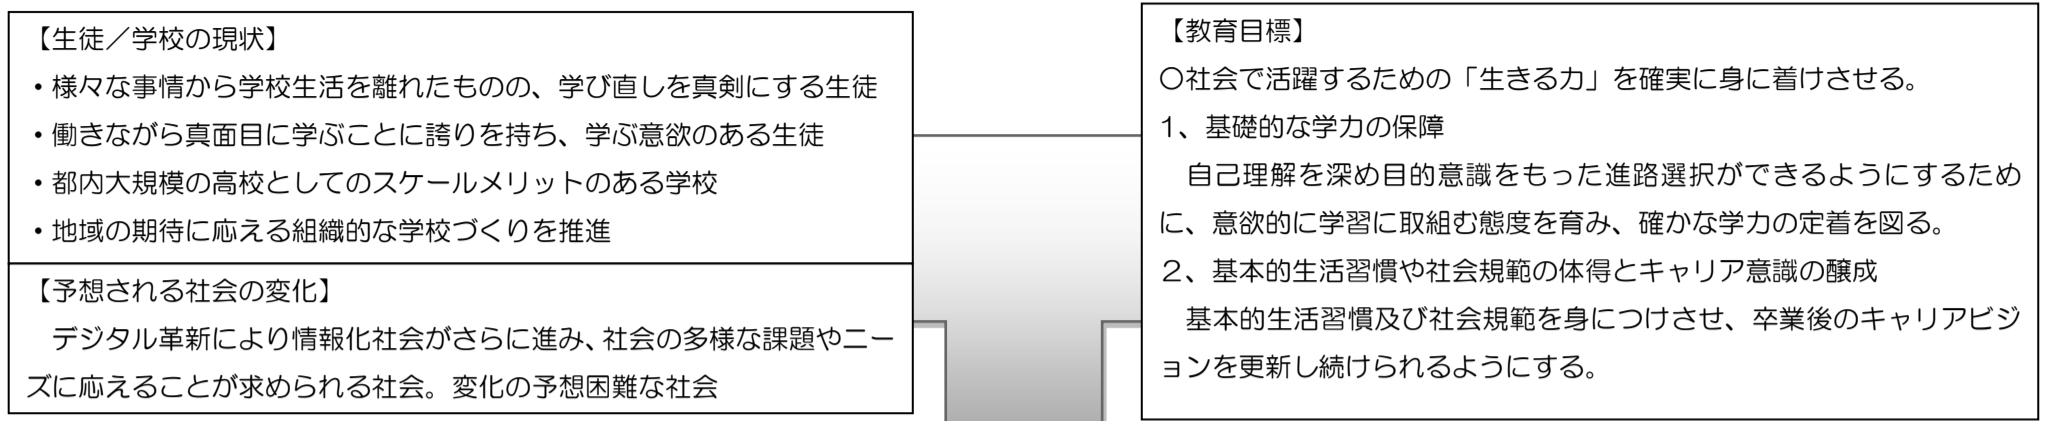 【生徒／学校の現状】
・様々な事情から学校生活を離れたものの、学び直しを真剣にする生徒
・働きながら真面目に学ぶことに誇りを持ち、学ぶ意欲のある生徒
・都内大規模の高校としてのスケールメリットのある学校
・地域の期待に応える組織的な学校づくりを推進
【予想される社会の変化】
　デジタル革新により情報化社会がさらに進み、社会の多様な課題やニー
ズに応えることが求められる社会。変化の予想困難な社会
【教育目標】
〇社会で活躍するための「生きる力」を確実に身に着けさせる。
1、基礎的な学力の保障
　自己理解を深め目的意識をもった進路選択ができるようにするため
に、意欲的に学習に取組む態度を育み、確かな学力の定着を図る。
２、基本的生活習慣や社会規範の体得とキャリア意識の醸成
　基本的生活習慣及び社会規範を身につけさせ、卒業後のキャリアビジ
ョンを更新し続けられるようにする。